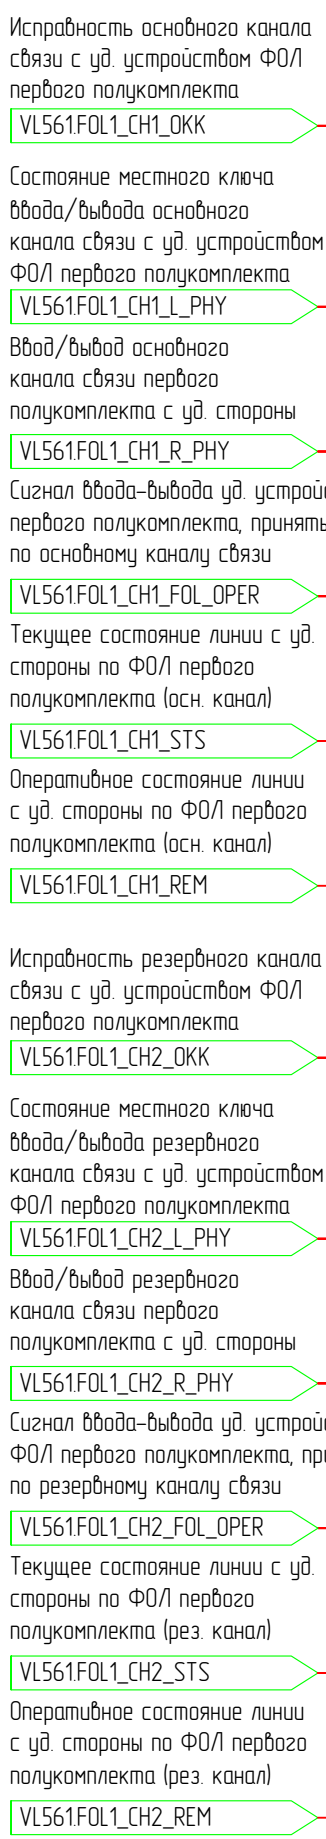 Исправность основного канала
связи с уд. устройством ФОЛ
первого полукомплекта
VL561.FOL1_CH1_OKK
Состояние местного ключа
ввода/вывода основного
канала связи с уд. устройством
ФОЛ первого полукомплекта
VL561.FOL1_CH1_L_PHY
Ввод/вывод основного
канала связи первого
полукомплекта с уд. стороны
VL561.FOL1_CH1_R_PHY
Сигнал ввода-вывода уд.
первого полукомплекта,
по основному каналу связи
VL561.FOL1_CH1_FOL_OPER
Текущее состояние линии с уд.
стороны по ФОЛ первого
полукомплекта (осн. канал)
VL561.FOL1_CH1_STS
Оперативное состояние линии
с уд. стороны по ФОЛ первого
полукомплекта (осн. канал)
VL561.FOL1_CH1_REM
Исправность резервного канала
связи с уд. устройством ФОЛ
первого полукомплекта
VL561.FOL1_CH2_OKK
Состояние местного ключа
ввода/вывода резервного
канала связи с уд. устройством
ФОЛ первого полукомплекта
VL561.FOL1_CH2_L_PHY
Ввод/вывод резервного
канала связи первого
полукомплекта с уд. стороны
VL561.FOL1_CH2_R_PHY
Сигнал ввода-вывода уд.
ФОЛ первого полукомплекта,
по резервному каналу связи
VL561.FOL1_CH2_FOL_OPER
Текущее состояние линии с уд.
стороны по ФОЛ первого
полукомплекта (рез. канал)
VL561.FOL1_CH2_STS
Оперативное состояние линии
с уд. стороны по ФОЛ первого
полукомплекта (рез. канал)
VL561.FOL1_CH2_REM